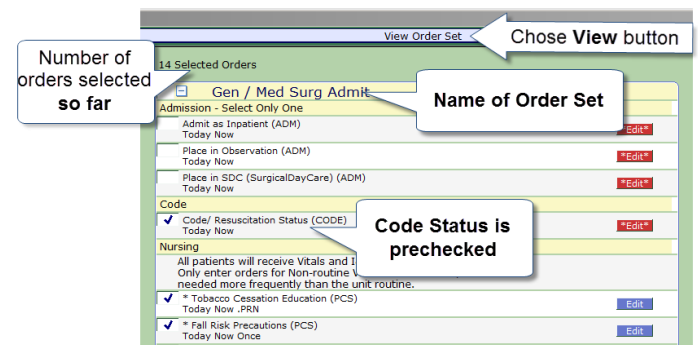 View Order Set
Chose View button
Number of
orders selected
so far
14 Selected Orders
Gen / Med Surg Admit
Name of Order Set
Admission - Select Only One
Admit as Inpatient (ADM)
Today Now
*Edit*
Place in Observation (ADM)
Today Now
*Edit*
Place in SDC (SurgicalDayCare) (ADM)
Today Now
*Edit*
Code
Code/ Resuscitation Status (CODE)
Today Now
*Edit*
Code Status is
prechecked
Nursing
All patients will receive Vitals and
Only enter orders for Non-routine
needed more frequently than the unit routine.
* Tobacco Cessation Education (PCS)
Today Now .PRN
Edit
* Fall Risk Precautions (PCS)
Today Now Once
Edit